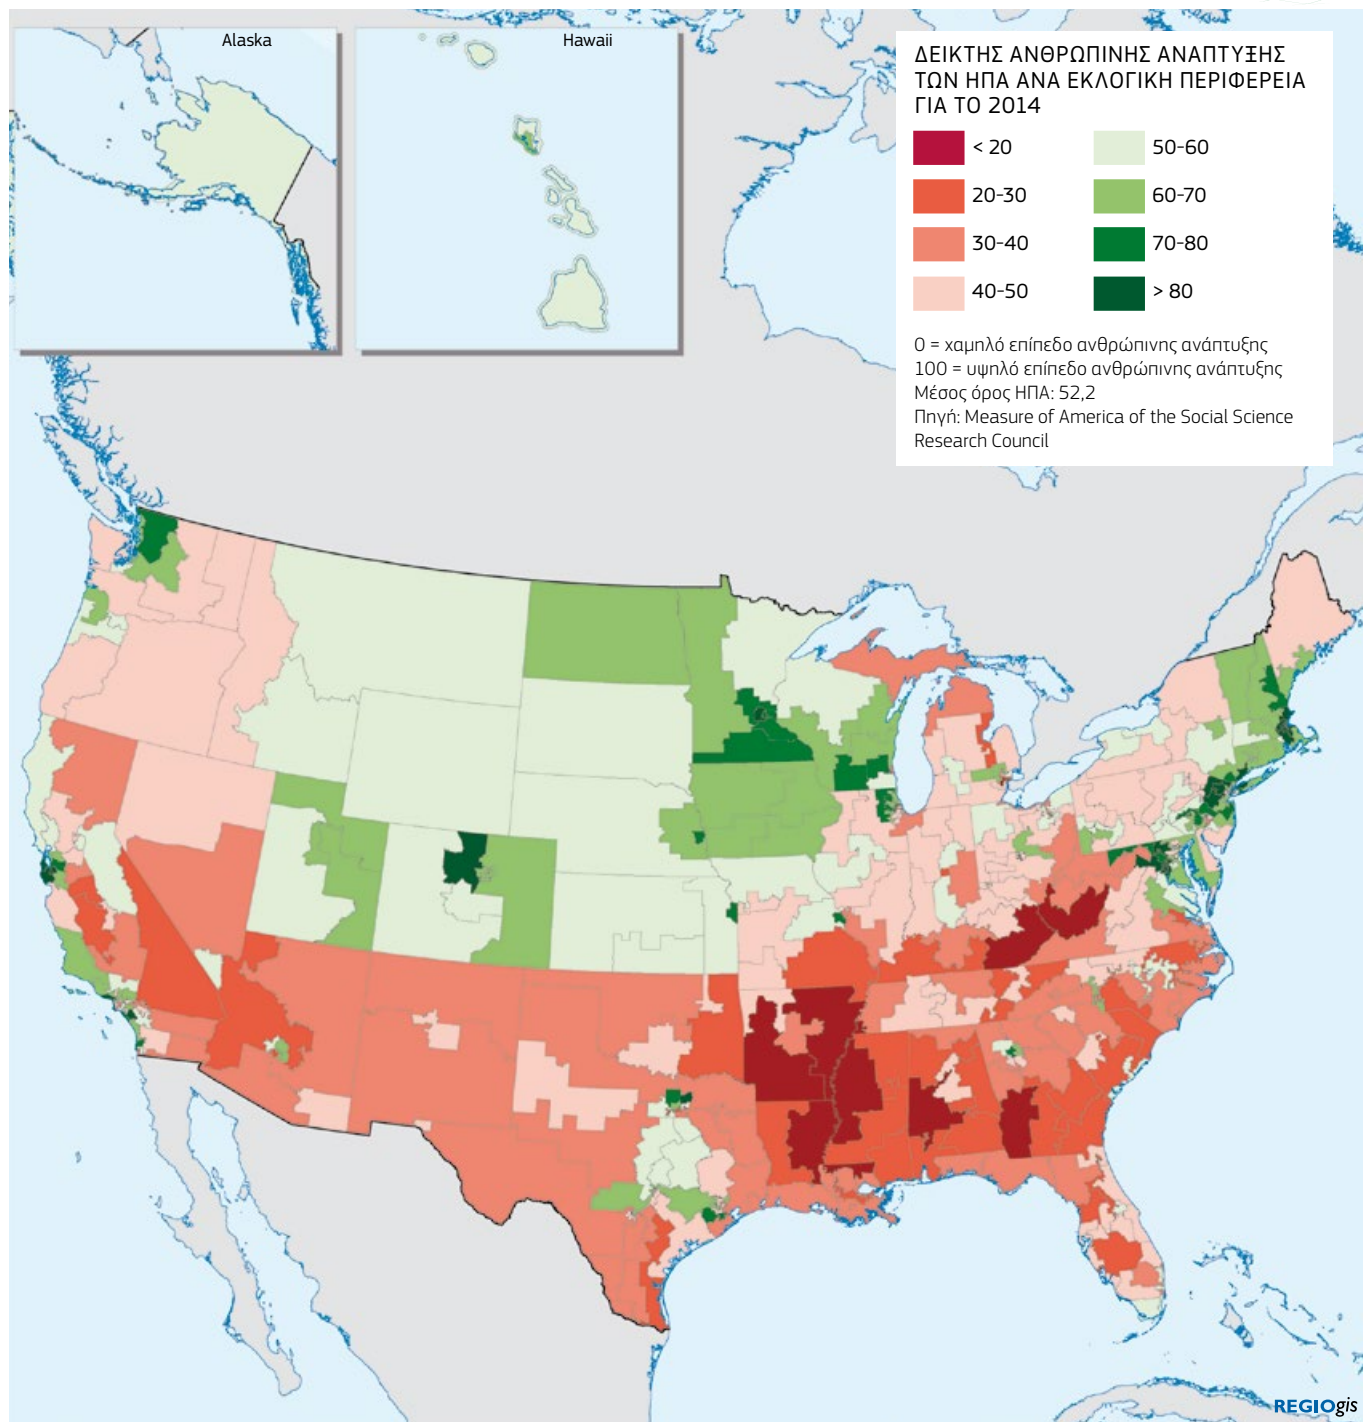 Alaska
Hawaii
ΔΕΙΚΤΗΣ ΑΝΘΡΩΠΙΝΗΣ ΑΝΑΠΤΥΞΗΣ
ΤΩΝ ΗΠΑ ΑΝΑ ΕΚΛΟΓΙΚΗ ΠΕΡΙΦΕΡΕΙΑ
ΓΙΑ ΤΟ 2014
< 20
50-60
20-30
60-70
30-40
70-80
40-50
> 80
0 = χαμηλό επίπεδο ανθρώπινης ανάπτυξης
100 = υψηλό επίπεδο ανθρώπινης ανάπτυξης
Μέσος όρος ΗΠΑ: 52,2
Πηγή: Measure of America of the Social Science
Research Council
REGIOgis